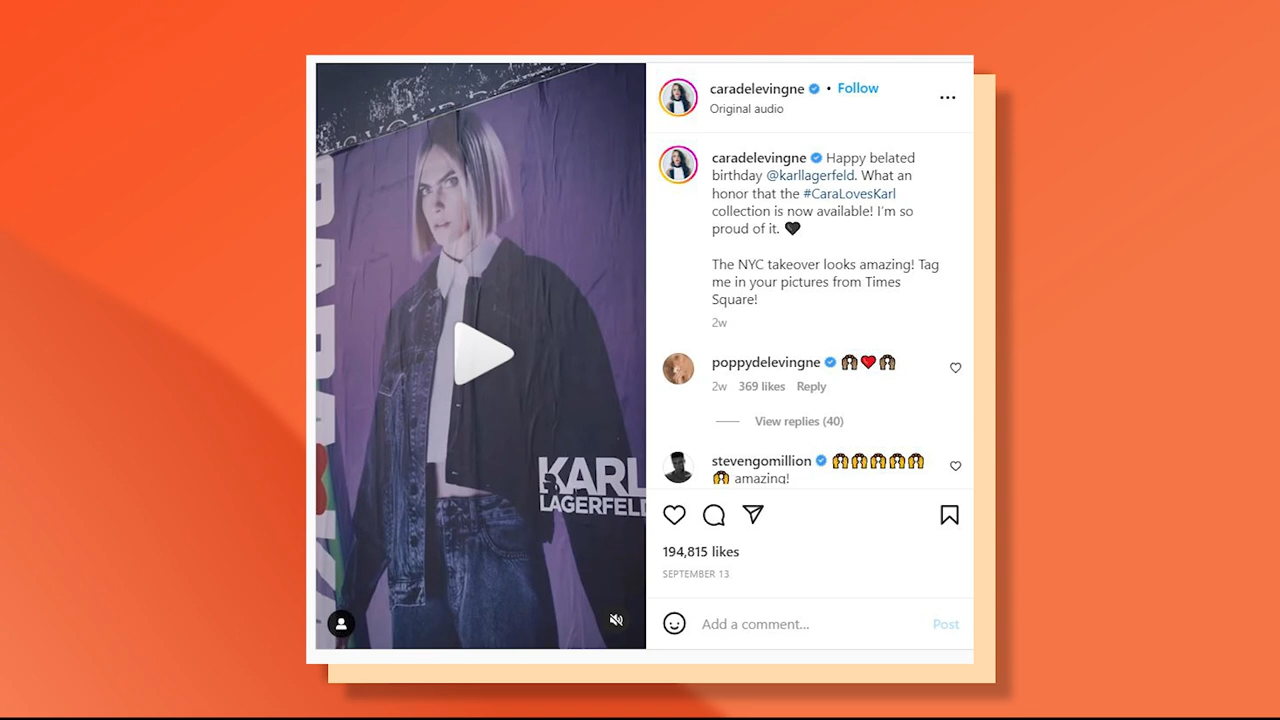 KARL
LAGERFELD
caradelevingne • Follow
Original audio
caradelevingne Happy belated
birthday @karllagerfeld. What an
honor that the #CaraLovesKarl
collection is now available! I'm so
proud of it. 🖤
The NYC takeover looks amazing! Tag
me in your pictures from Times
Square!
2w
poppydelevingne 🙌🏽❤️🙌🏽
2w 369 likes Reply
View replies (40)
stevengomillion 🙌🙌🙌🙌🙌
🙌 amazing!
194,815 likes
SEPTEMBER 13
Add a comment... Post